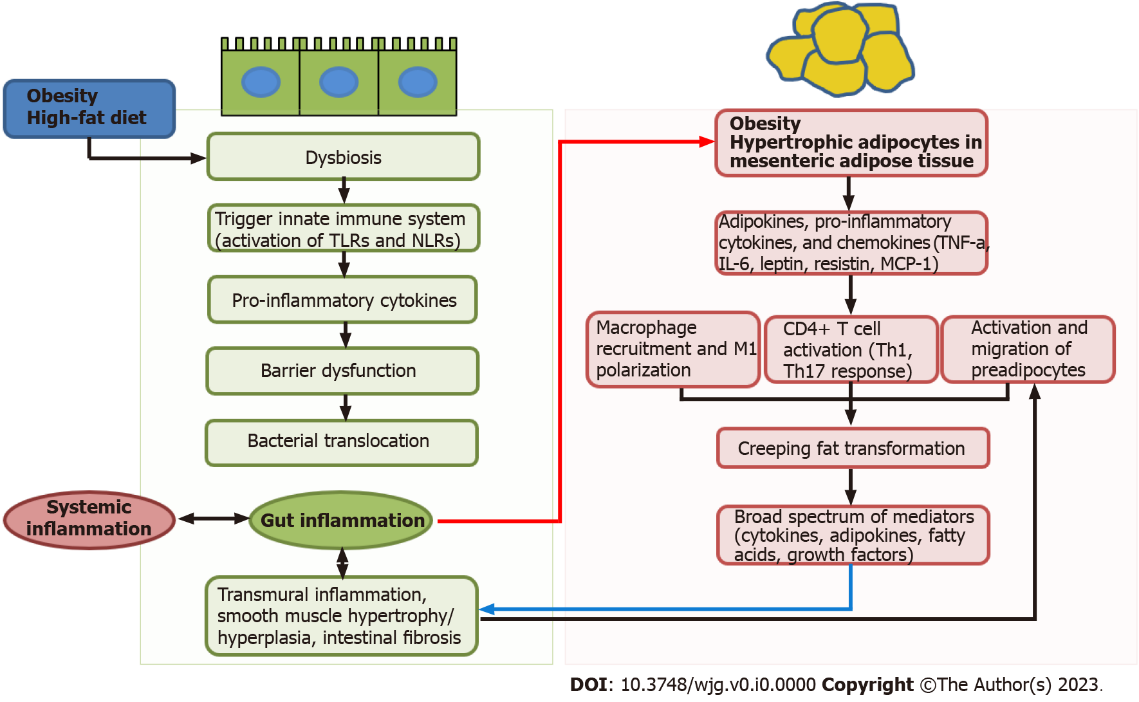 Obesity
High-fat diet
Dysbiosis
Trigger innate immune system
(activation of TLRs and NLRs)
Pro-inflammatory cytokines
Barrier dysfunction
Bacterial translocation
Systemic
inflammation
Gut inflammation
Transmural inflammation,
smooth muscle hypertrophy/
hyperplasia, intestinal fibrosis
Obesity
Hypertrophic adipocytes in
mesenteric adipose tissue
Adipokines, pro-inflammatory
cytokines, and chemokines (TNF-a,
IL-6, leptin, resistin, MCP-1)
Macrophage
recruitment and M1
polarization
CD4+ T cell
activation (Th1,
Th17 response)
Activation and
migration of
preadipocytes
Creeping fat transformation
Broad spectrum of mediators
(cytokines, adipokines, fatty
acids, growth factors)
DOI: 10.3748/wjg.v0.i0.0000 Copyright ©The Author(s) 2023.